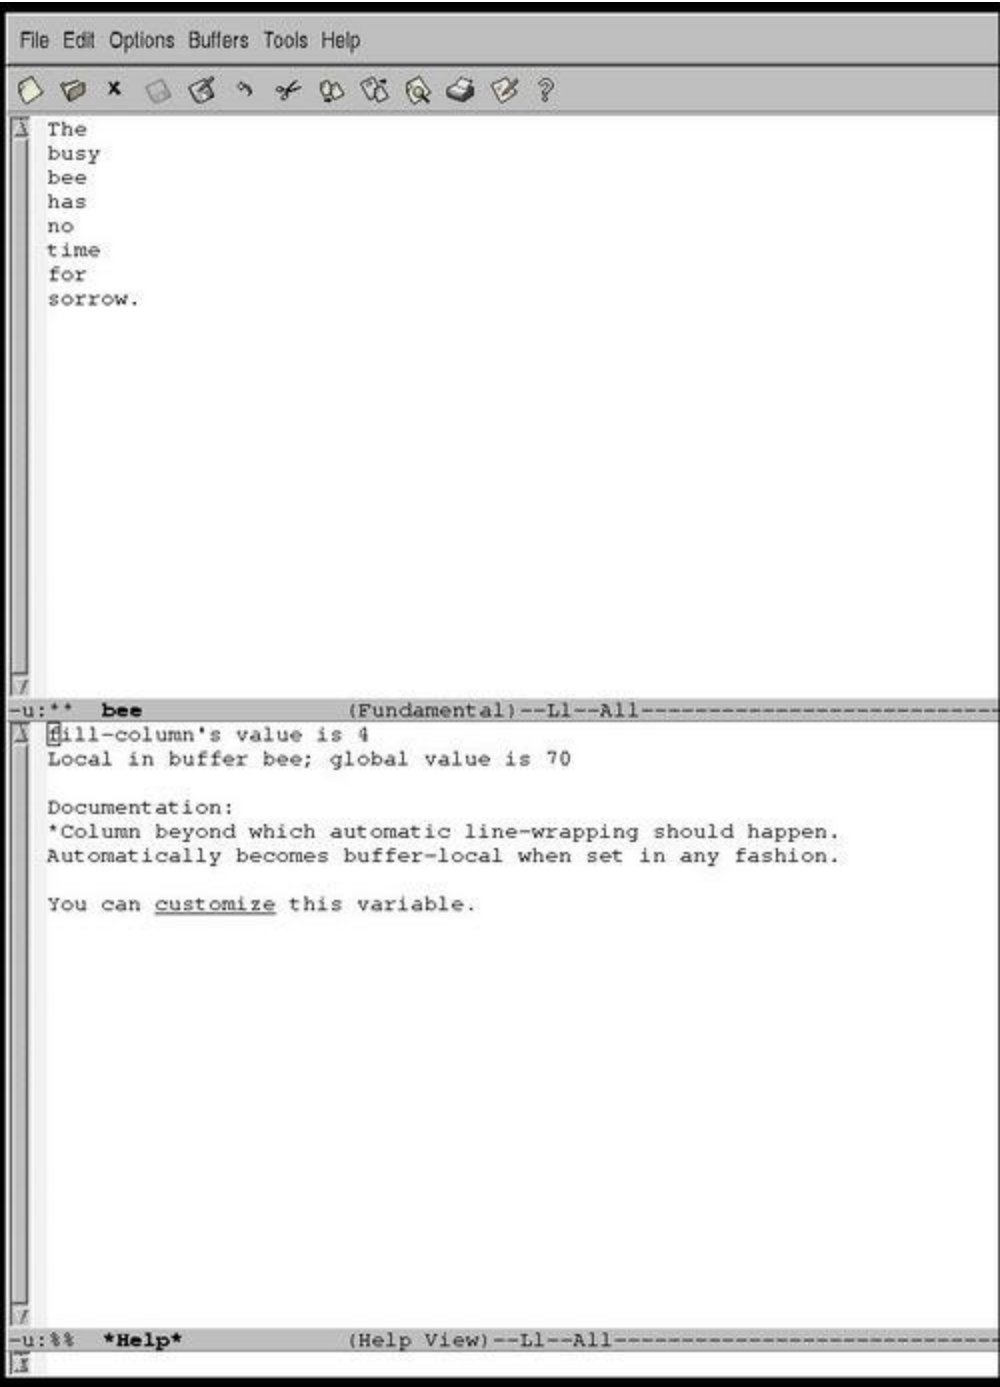 File Edit Options Buffers Tools Help
The
busy
bee
has
no
time
for
sorrow.
-u:** bee (Fundamental)--L1--All---------------------------
fill-column's value is 4
Local in buffer bee; global value is 70
Documentation:
*Column beyond which automatic line-wrapping should happen.
Automatically becomes buffer-local when set in any fashion.
You can customize this variable.
-u:%% *Help* (Help View)--L1--All-----------------------------